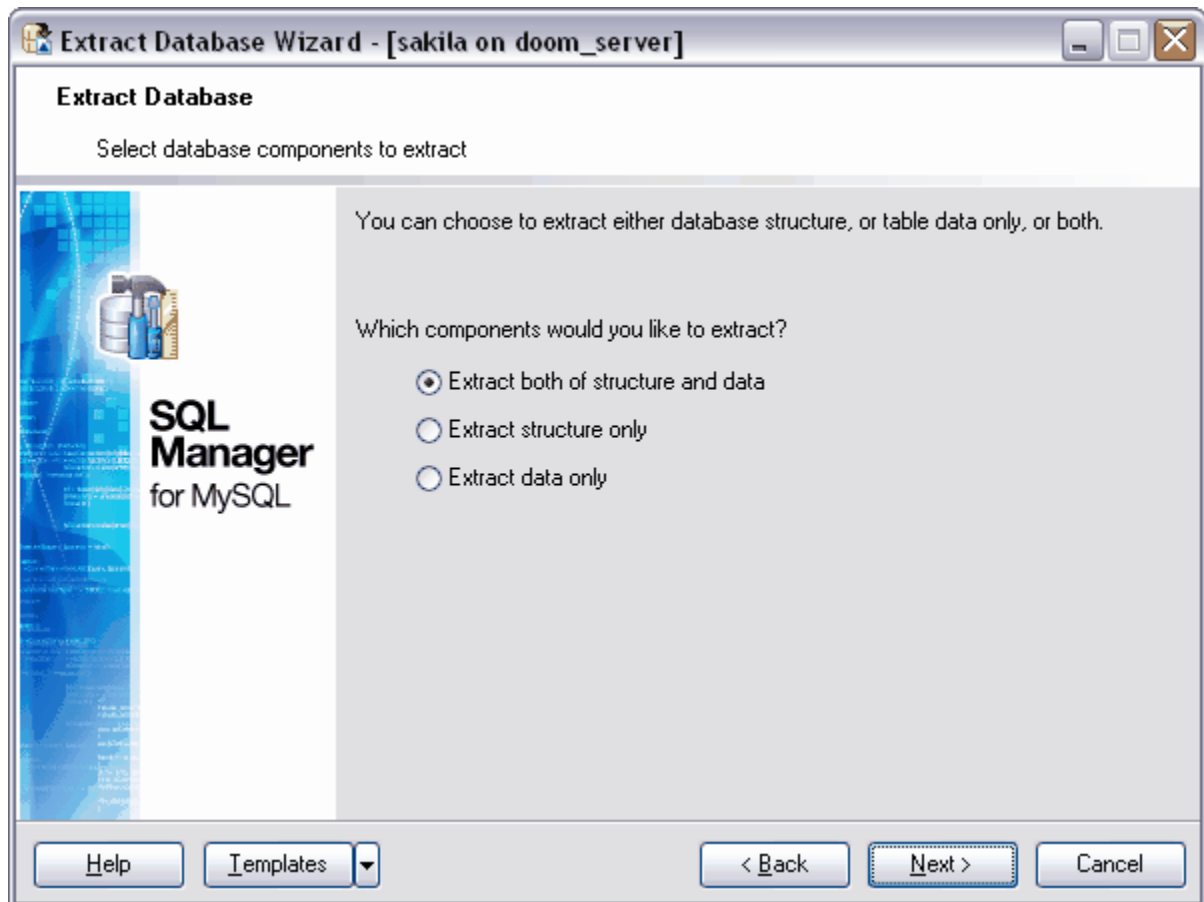 Extract Database Wizard - [sakila on doom_server]
Extract Database
Select database components to extract
You can choose to extract either database structure, or table data only, or both.
Which components would you like to extract?
Extract both of structure and data
Extract structure only
Extract data only
SQL
Manager
for MySQL
Help
Templates
< Back
Next >
Cancel